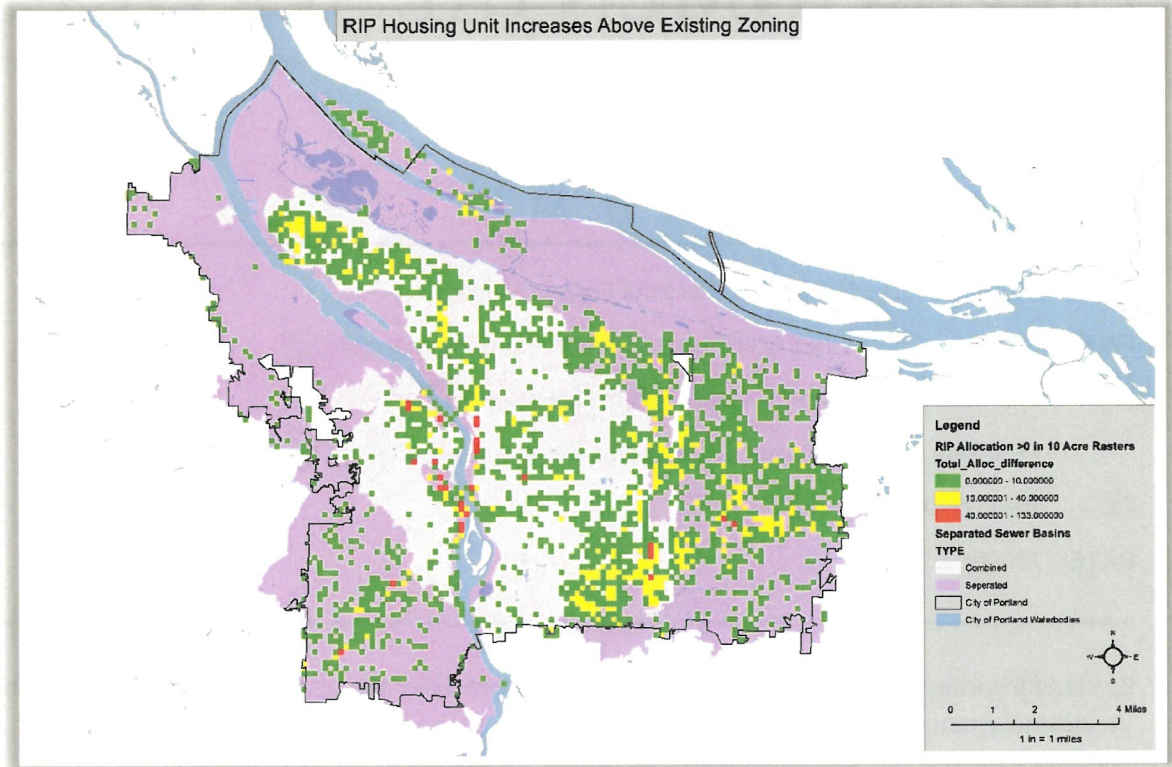 RIP Housing Unit Increases Above Existing Zoning
Legend
RIP Allocation >0 in 10 Acre Rasters
Total_Alloc_difference
0.000000 - 10.000000
10.000001 - 40.000000
40.000001 - 133.000000
Separated Sewer Basins
TYPE
Combined
Seperated
City of Portland
City of Portland Waterbodies
N
W
E
S
0 1 2 4 Miles
1 in = 1 miles